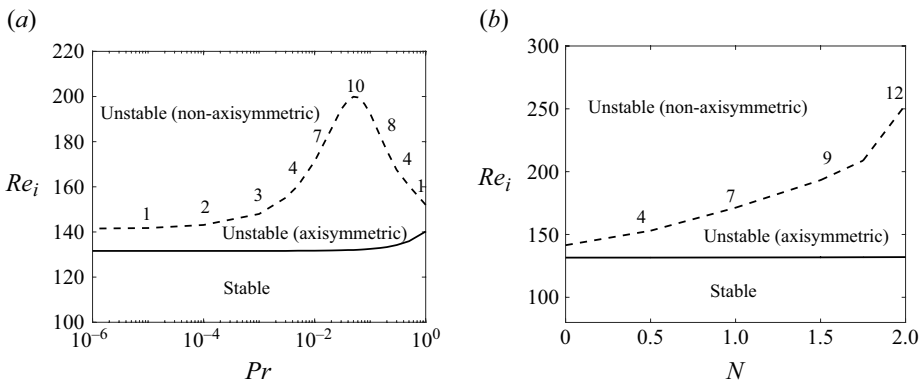 (a)
220
200
180
160
140
120
100
Re_i
Unstable (non-axisymmetric)
10
7
8
4
4
3
2
1
1
Unstable (axisymmetric)
Stable
10^−6
10^−4
10^−2
10^0
Pr
(b)
300
250
200
150
100
Re_i
Unstable (non-axisymmetric)
12
9
7
4
Unstable (axisymmetric)
Stable
0
0.5
1.0
1.5
2.0
N